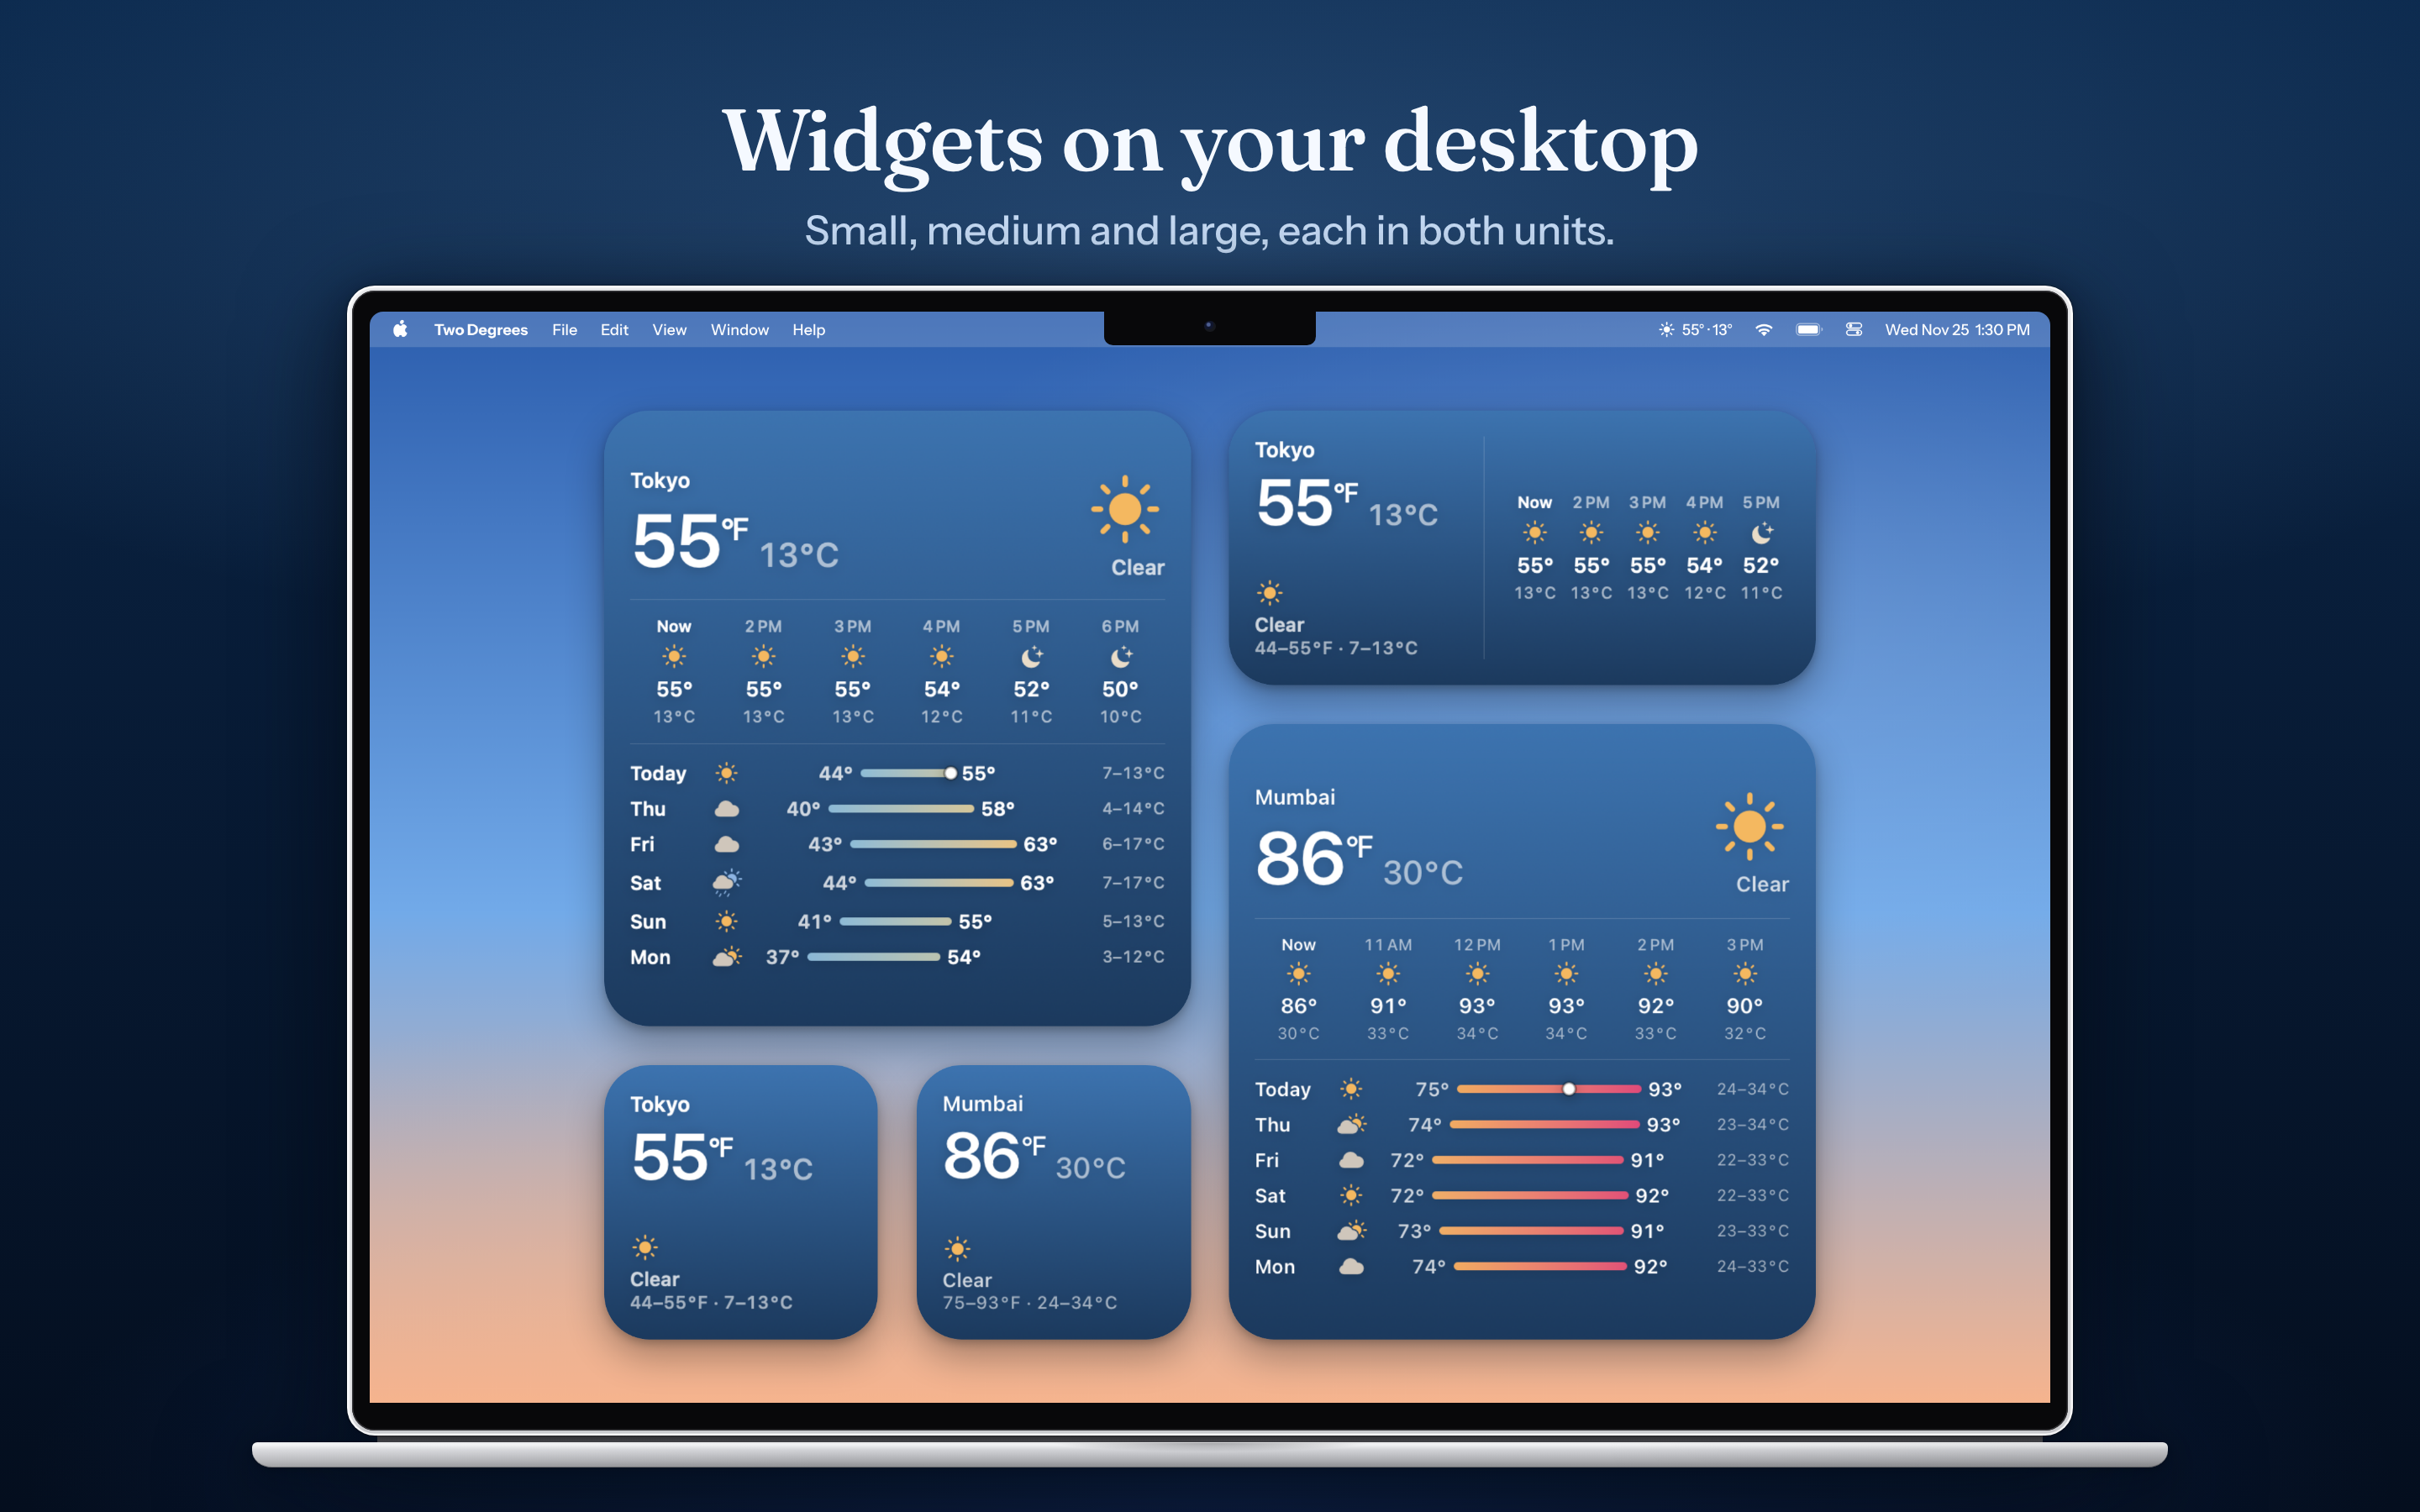 Widgets on your desktop
Small, medium and large, each in both units.
Two Degrees File Edit View Window Help
55° · 13° Wed Nov 25 1:30 PM
Tokyo
55°F 13°C
Clear
Now 2 PM 3 PM 4 PM 5 PM 6 PM
55° 55° 55° 54° 52° 50°
13°C 13°C 13°C 12°C 11°C 10°C
Today 44° 55° 7–13°C
Thu 40° 58° 4–14°C
Fri 43° 63° 6–17°C
Sat 44° 63° 7–17°C
Sun 41° 55° 5–13°C
Mon 37° 54° 3–12°C
Tokyo
55°F 13°C
Clear
44–55°F · 7–13°C
Now 2 PM 3 PM 4 PM 5 PM
55° 55° 55° 54° 52°
13°C 13°C 13°C 12°C 11°C
Tokyo
55°F 13°C
Clear
44–55°F · 7–13°C
Mumbai
86°F 30°C
Clear
75–93°F · 24–34°C
Mumbai
86°F 30°C
Clear
Now 11 AM 12 PM 1 PM 2 PM 3 PM
86° 91° 93° 93° 92° 90°
30°C 33°C 34°C 34°C 33°C 32°C
Today 75° 93° 24–34°C
Thu 74° 93° 23–34°C
Fri 72° 91° 22–33°C
Sat 72° 92° 22–33°C
Sun 73° 91° 23–33°C
Mon 74° 92° 24–33°C